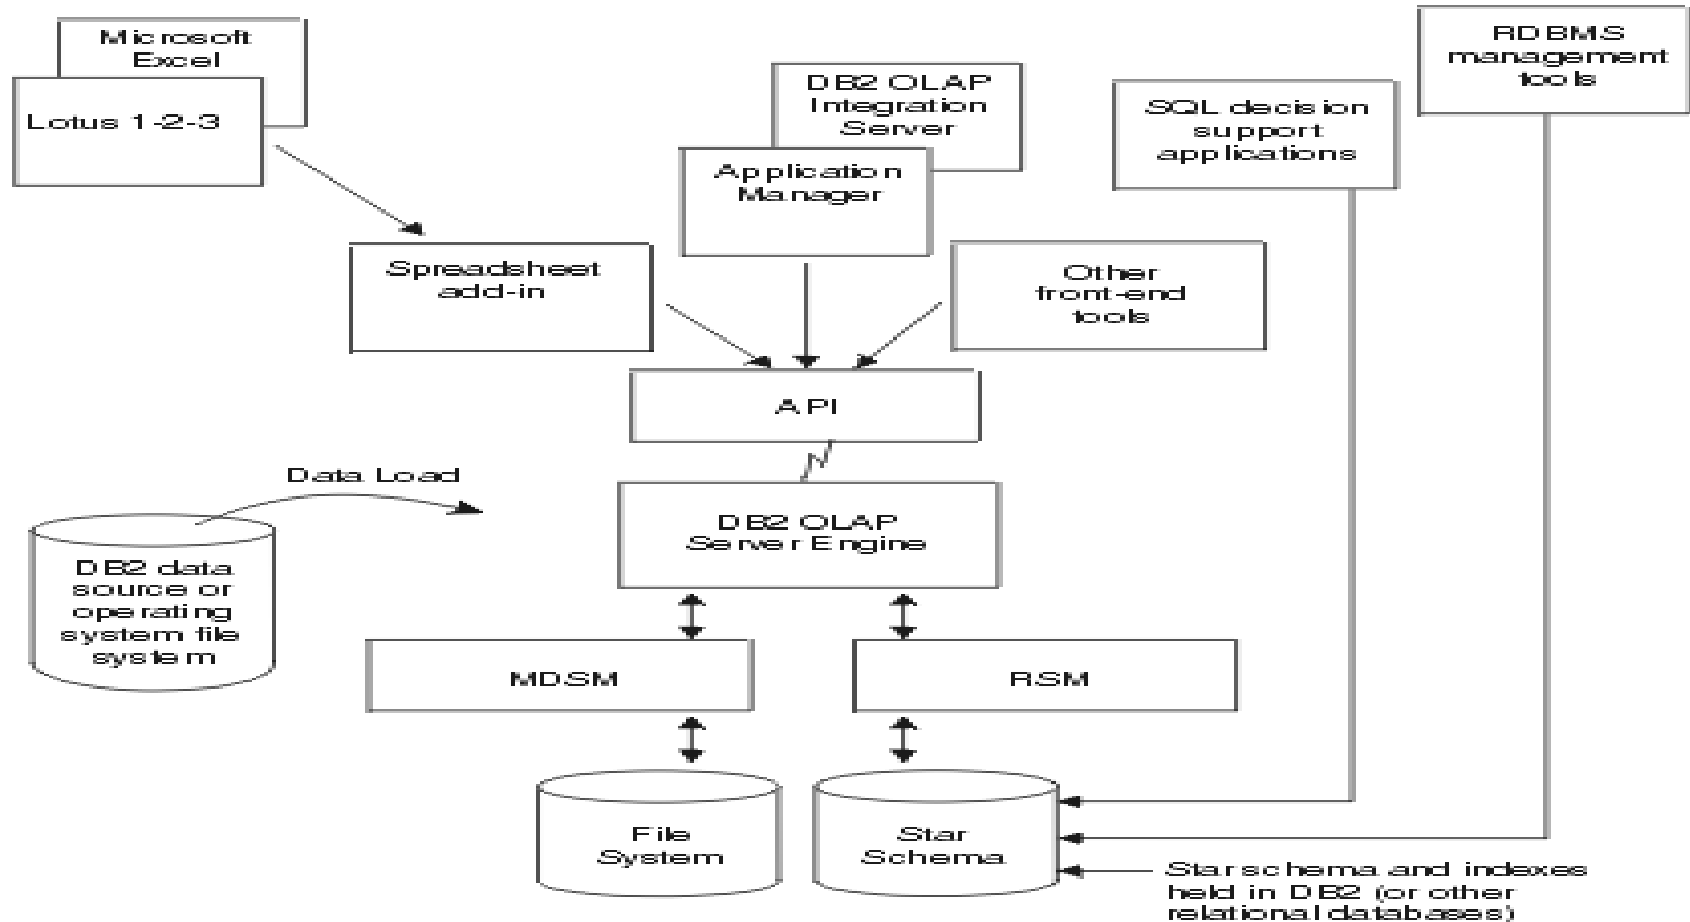 Microsoft
Excel
Lotus 1-2-3
DB2 OLAP
Integration
Server
Application
Manager
SQL decision
support
applications
RDBMS
management
tools
Spreadsheet
add-in
Other
front-end
tools
API
Data Load
DB2 OLAP
Server Engine
DB2 data
source or
operating
system file
system
MDSM
RSM
File
System
Star
Schema
Star schema and indexes
held in DB2 (or other
relational databases)